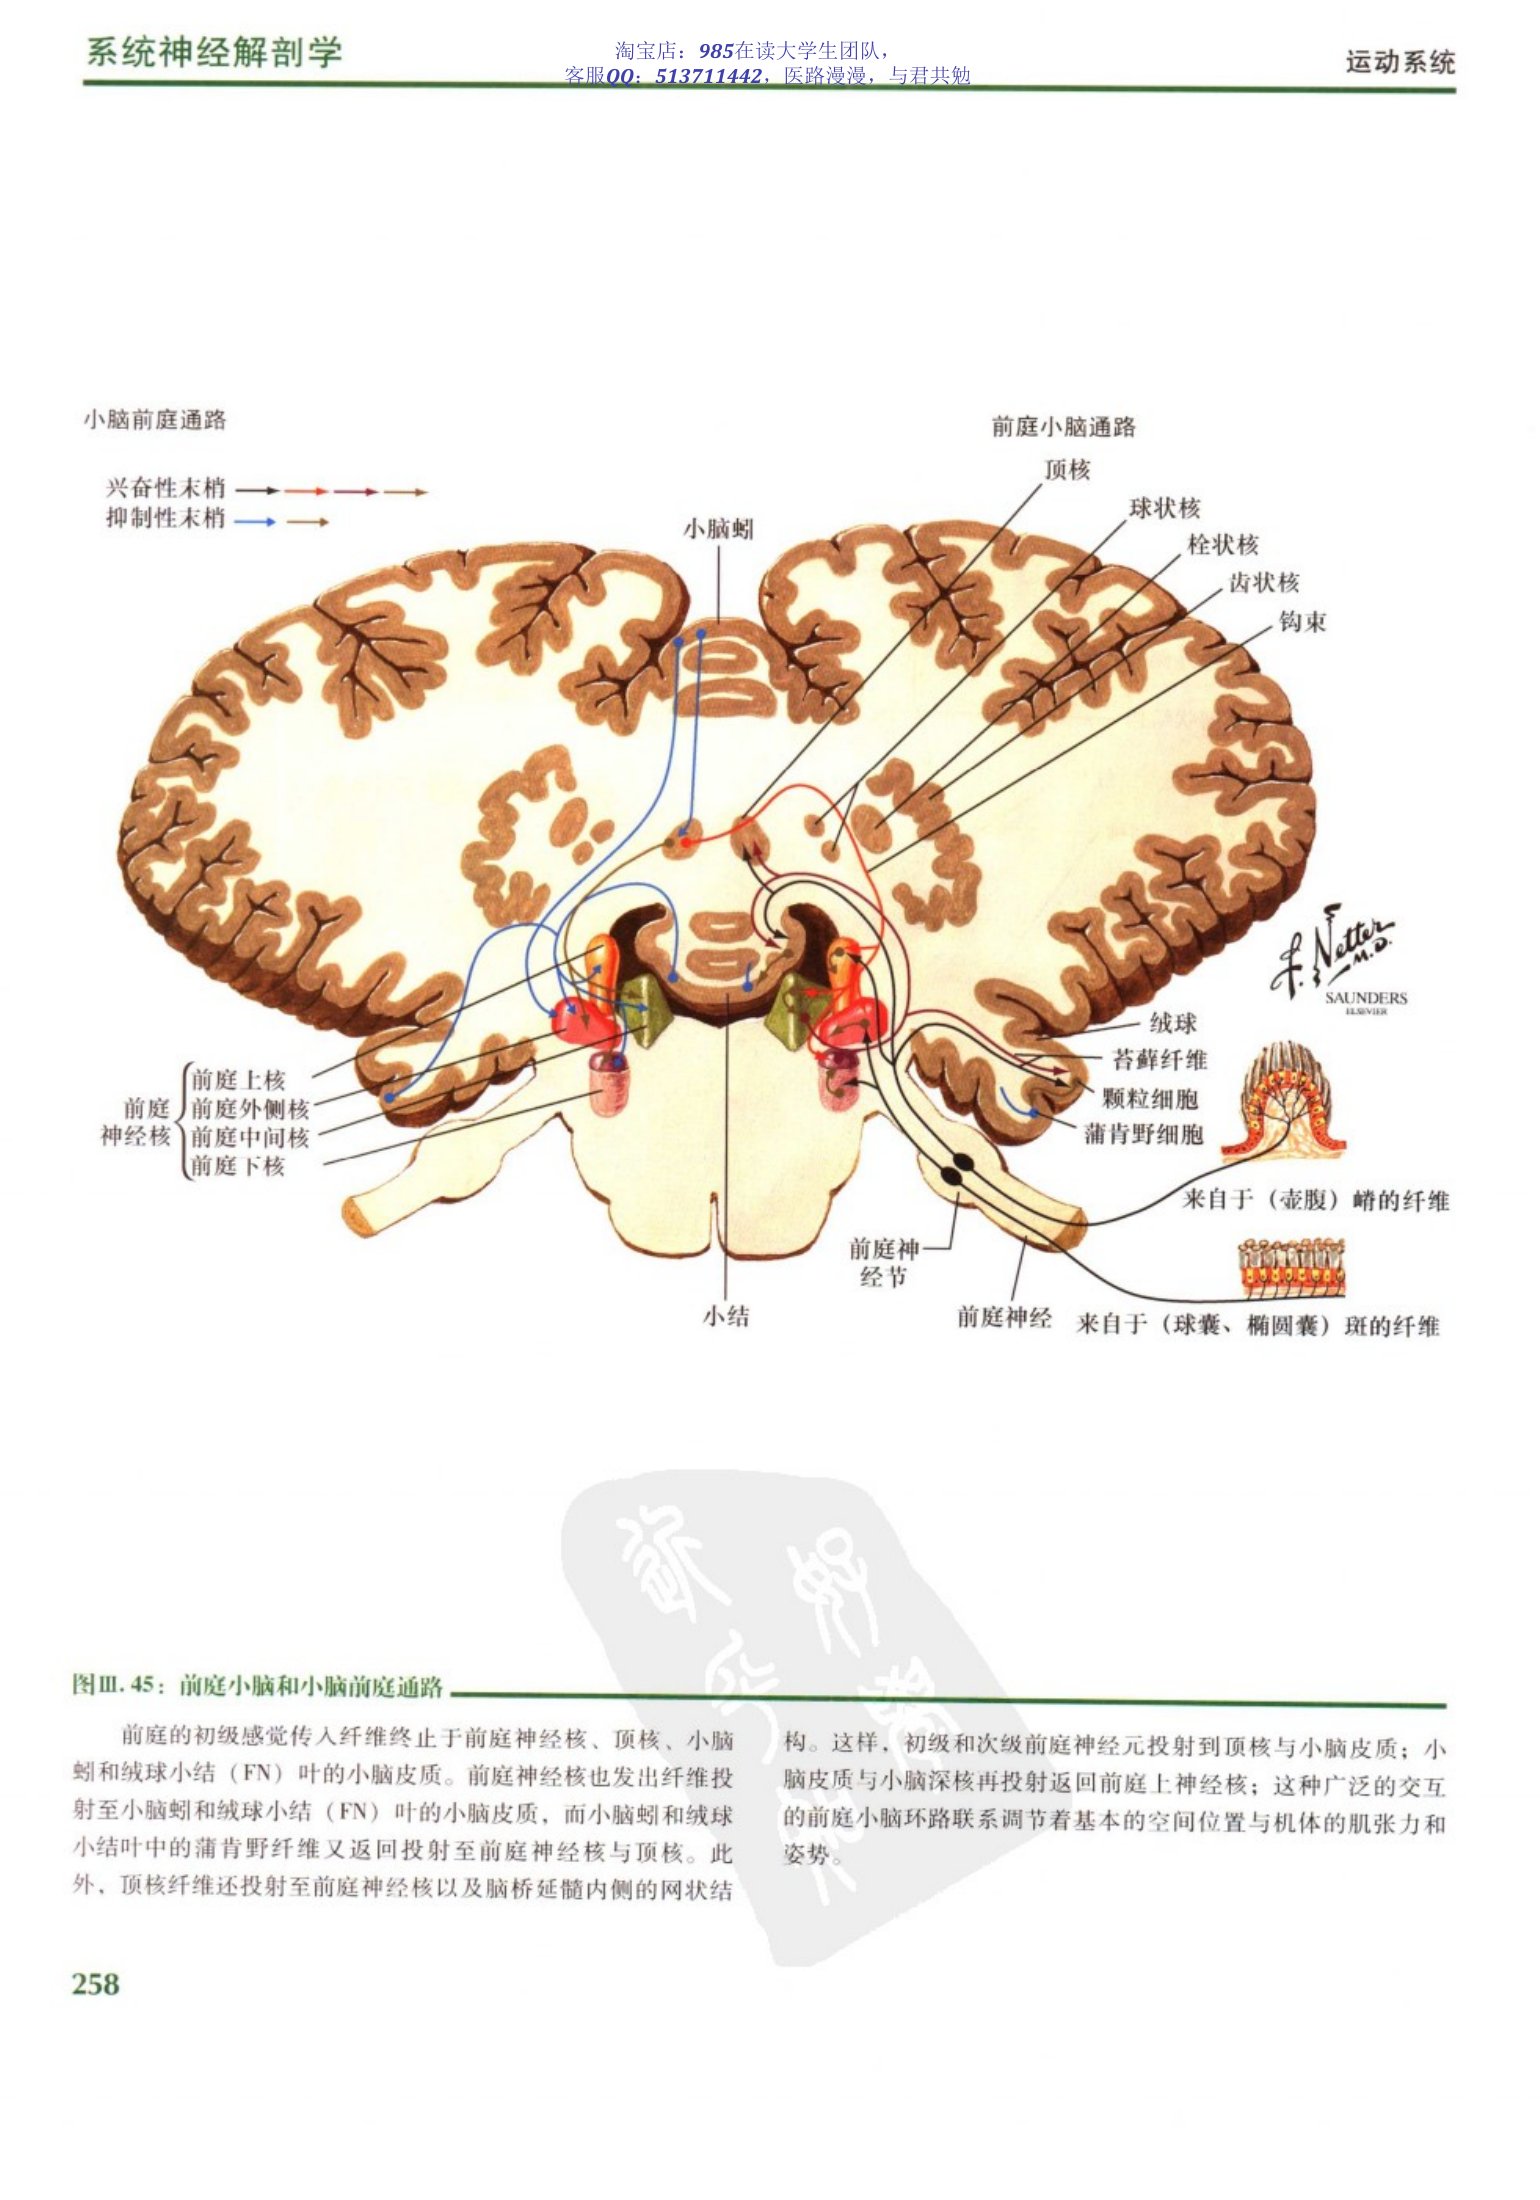 系统神经解剖学
淘宝店：985在读大学生团队，
客服QQ：513711442，医路漫漫，与君共勉
运动系统
小脑前庭通路
兴奋性末梢
抑制性末梢
小脑蚓
前庭小脑通路
顶核
球状核
栓状核
齿状核
钩束
F. Netter M.D.
SAUNDERS
ELSEVIER
绒球
苔藓纤维
颗粒细胞
蒲肯野细胞
前庭
神经核
前庭上核
前庭外侧核
前庭中间核
前庭下核
来自于（壶腹）嵴的纤维
前庭神
经节
小结
前庭神经
来自于（球囊、椭圆囊）斑的纤维
图Ⅲ. 45：前庭小脑和小脑前庭通路
前庭的初级感觉传入纤维终止于前庭神经核、顶核、小脑
蚓和绒球小结（FN）叶的小脑皮质。前庭神经核也发出纤维投
射至小脑蚓和绒球小结（FN）叶的小脑皮质，而小脑蚓和绒球
小结叶中的蒲肯野纤维又返回投射至前庭神经核与顶核。此
外，顶核纤维还投射至前庭神经核以及脑桥延髓内侧的网状结
构。这样，初级和次级前庭神经元投射到顶核与小脑皮质；小
脑皮质与小脑深核再投射返回前庭上神经核；这种广泛的交互
的前庭小脑环路联系调节着基本的空间位置与机体的肌张力和
姿势。
258